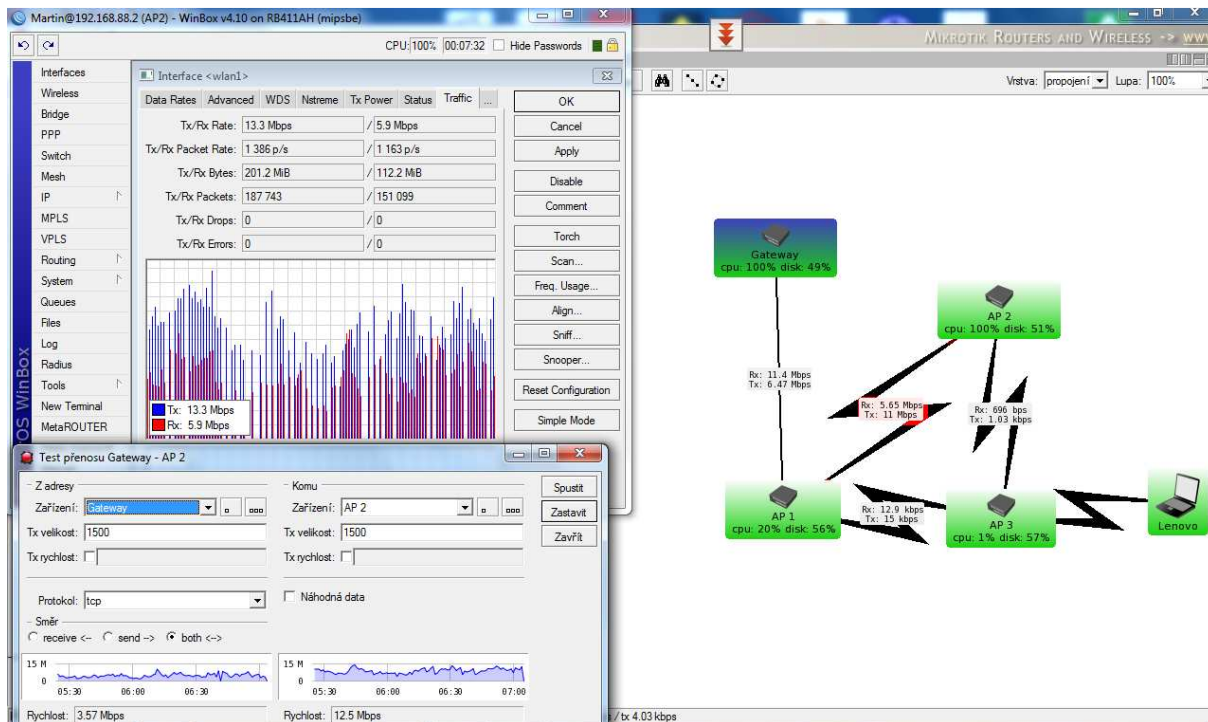 Martin@192.168.88.2 (AP2) - WinBox v4.10 on RB411AH (mipsbe)
CPU: 100% 00:07:32 Hide Passwords
OS WinBox
Interfaces
Wireless
Bridge
PPP
Switch
Mesh
IP
MPLS
VPLS
Routing
System
Queues
Files
Log
Radius
Tools
New Terminal
MetaROUTER
Interface <wlan1>
Data Rates Advanced WDS Nstreme Tx Power Status Traffic ...
Tx/Rx Rate: 13.3 Mbps / 5.9 Mbps
Tx/Rx Packet Rate: 1 386 p/s / 1 163 p/s
Tx/Rx Bytes: 201.2 MiB / 112.2 MiB
Tx/Rx Packets: 187 743 / 151 099
Tx/Rx Drops: 0 / 0
Tx/Rx Errors: 0 / 0
Tx: 13.3 Mbps
Rx: 5.9 Mbps
OK
Cancel
Apply
Disable
Comment
Torch
Scan...
Freq. Usage...
Align...
Sniff...
Snooper...
Reset Configuration
Simple Mode
Test přenosu Gateway - AP 2
Z adresy
Zařízení: Gateway
Tx velikost: 1500
Tx rychlost:
Komu
Zařízení: AP 2
Tx velikost: 1500
Tx rychlost:
Spustit
Zastavit
Zavřít
Protokol: tcp
Náhodná data
Směr
receive <-- send --> both <-->
15 M
0
05:30 06:00 06:30
15 M
0
05:30 06:00 06:30 07:00
Rychlost: 3.57 Mbps
Rychlost: 12.5 Mbps
MIKROTIK ROUTERS AND WIRELESS -> www
Vrstva: propojení Lupa: 100%
Gateway
cpu: 100% disk: 49%
AP 2
cpu: 100% disk: 51%
Rx: 11.4 Mbps
Tx: 6.47 Mbps
Rx: 5.65 Mbps
Tx: 11 Mbps
Rx: 696 bps
Tx: 1.03 kbps
AP 1
cpu: 20% disk: 56%
Rx: 12.9 kbps
Tx: 15 kbps
AP 3
cpu: 1% disk: 57%
Lenovo
/ tx 4.03 kbps